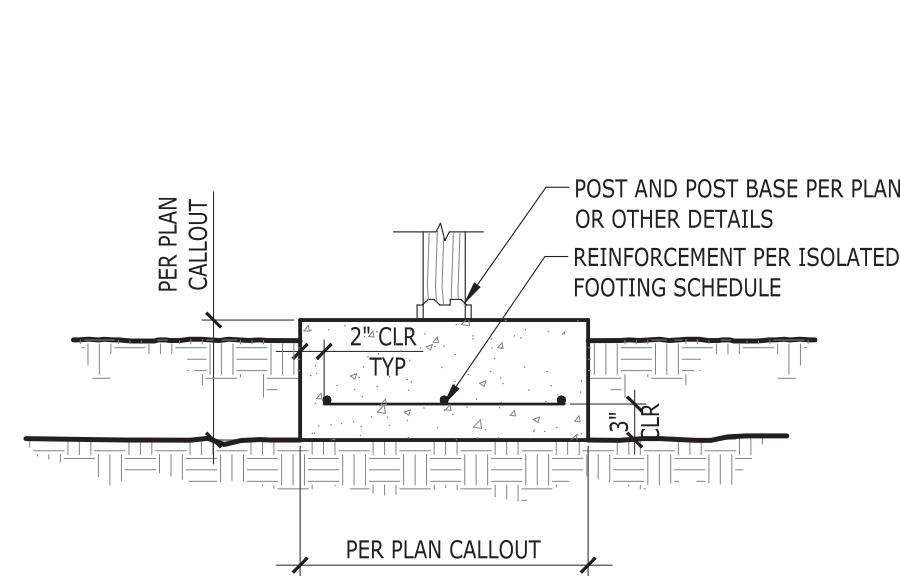 POST AND POST BASE PER PLAN
OR OTHER DETAILS
PER PLAN
CALLOUT
REINFORCEMENT PER ISOLATED
FOOTING SCHEDULE
2" CLR
TYP
3"
CLR
PER PLAN CALLOUT